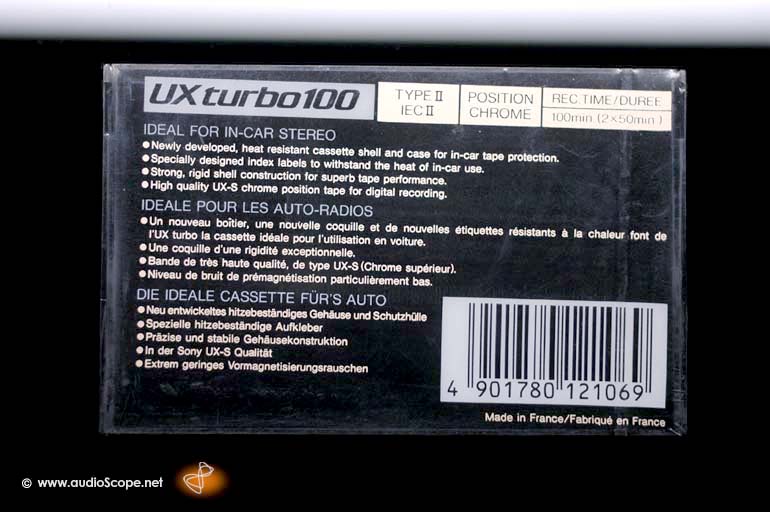 UX turbo 100
TYPE II
IEC II
POSITION
CHROME
REC.TIME/DUREE
100min.(2×50min.)
IDEAL FOR IN-CAR STEREO
●Newly developed, heat resistant cassette shell and case for in-car tape protection.
●Specially designed index labels to withstand the heat of in-car use.
●Strong, rigid shell construction for superb tape performance.
●High quality UX-S chrome position tape for digital recording.
IDEALE POUR LES AUTO-RADIOS
●Un nouveau boîtier, une nouvelle coquille et de nouvelles étiquettes résistants à la chaleur font de
l'UX turbo la cassette idéale pour l'utilisation en voiture.
●Une coquille d'une rigidité exceptionnelle.
●Bande de très haute qualité, de type UX-S (Chrome supérieur).
●Niveau de bruit de prémagnétisation particulièrement bas.
DIE IDEALE CASSETTE FÜR'S AUTO
●Neu entwickeltes hitzebeständiges Gehäuse und Schutzhülle
●Spezielle hitzebeständige Aufkleber
●Präzise und stabile Gehäusekonstruktion
●In der Sony UX-S Qualität
●Extrem geringes Vormagnetisierungsrauschen
4 901780 121069
Made in France/Fabriqué en France
© www.audioScope.net